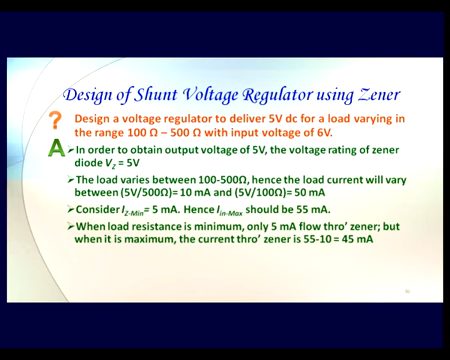 Design of Shunt Voltage Regulator using Zener
? Design a voltage regulator to deliver 5V dc for a load varying in
the range 100 Ω – 500 Ω with input voltage of 6V.
A ➢In order to obtain output voltage of 5V, the voltage rating of zener
diode VZ = 5V
➢The load varies between 100-500Ω, hence the load current will vary
between (5V/500Ω)= 10 mA and (5V/100Ω)= 50 mA
➢Consider IZ-Min= 5 mA. Hence Iin-Max should be 55 mA.
➢When load resistance is minimum, only 5 mA flow thro' zener; but
when it is maximum, the current thro' zener is 55-10 = 45 mA